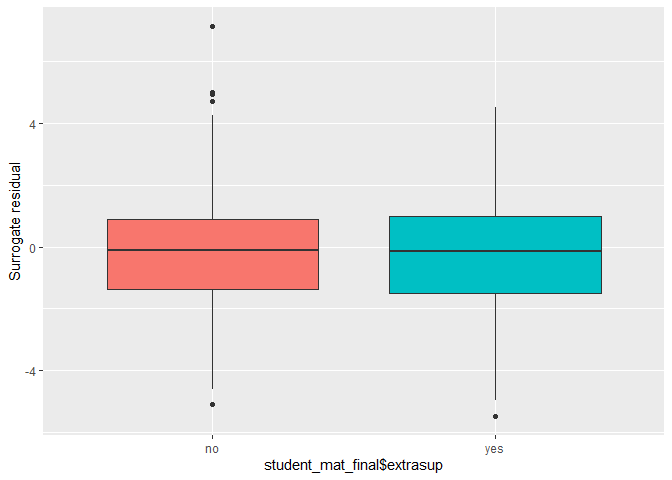 Surrogate residual
4
0
-4
no yes
student_mat_final$extrasup